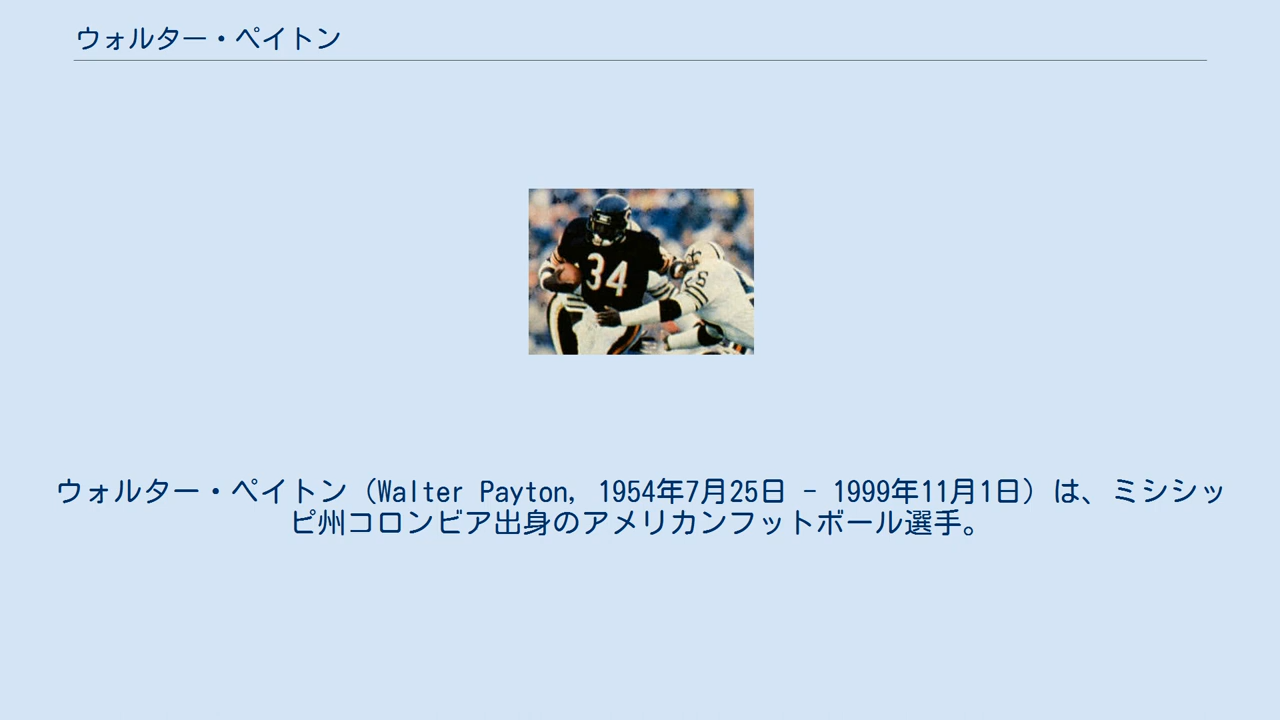 ウォルター・ペイトン
34
ウォルター・ペイトン（Walter Payton, 1954年7月25日 - 1999年11月1日）は、ミシシッ
ピ州コロンビア出身のアメリカンフットボール選手。